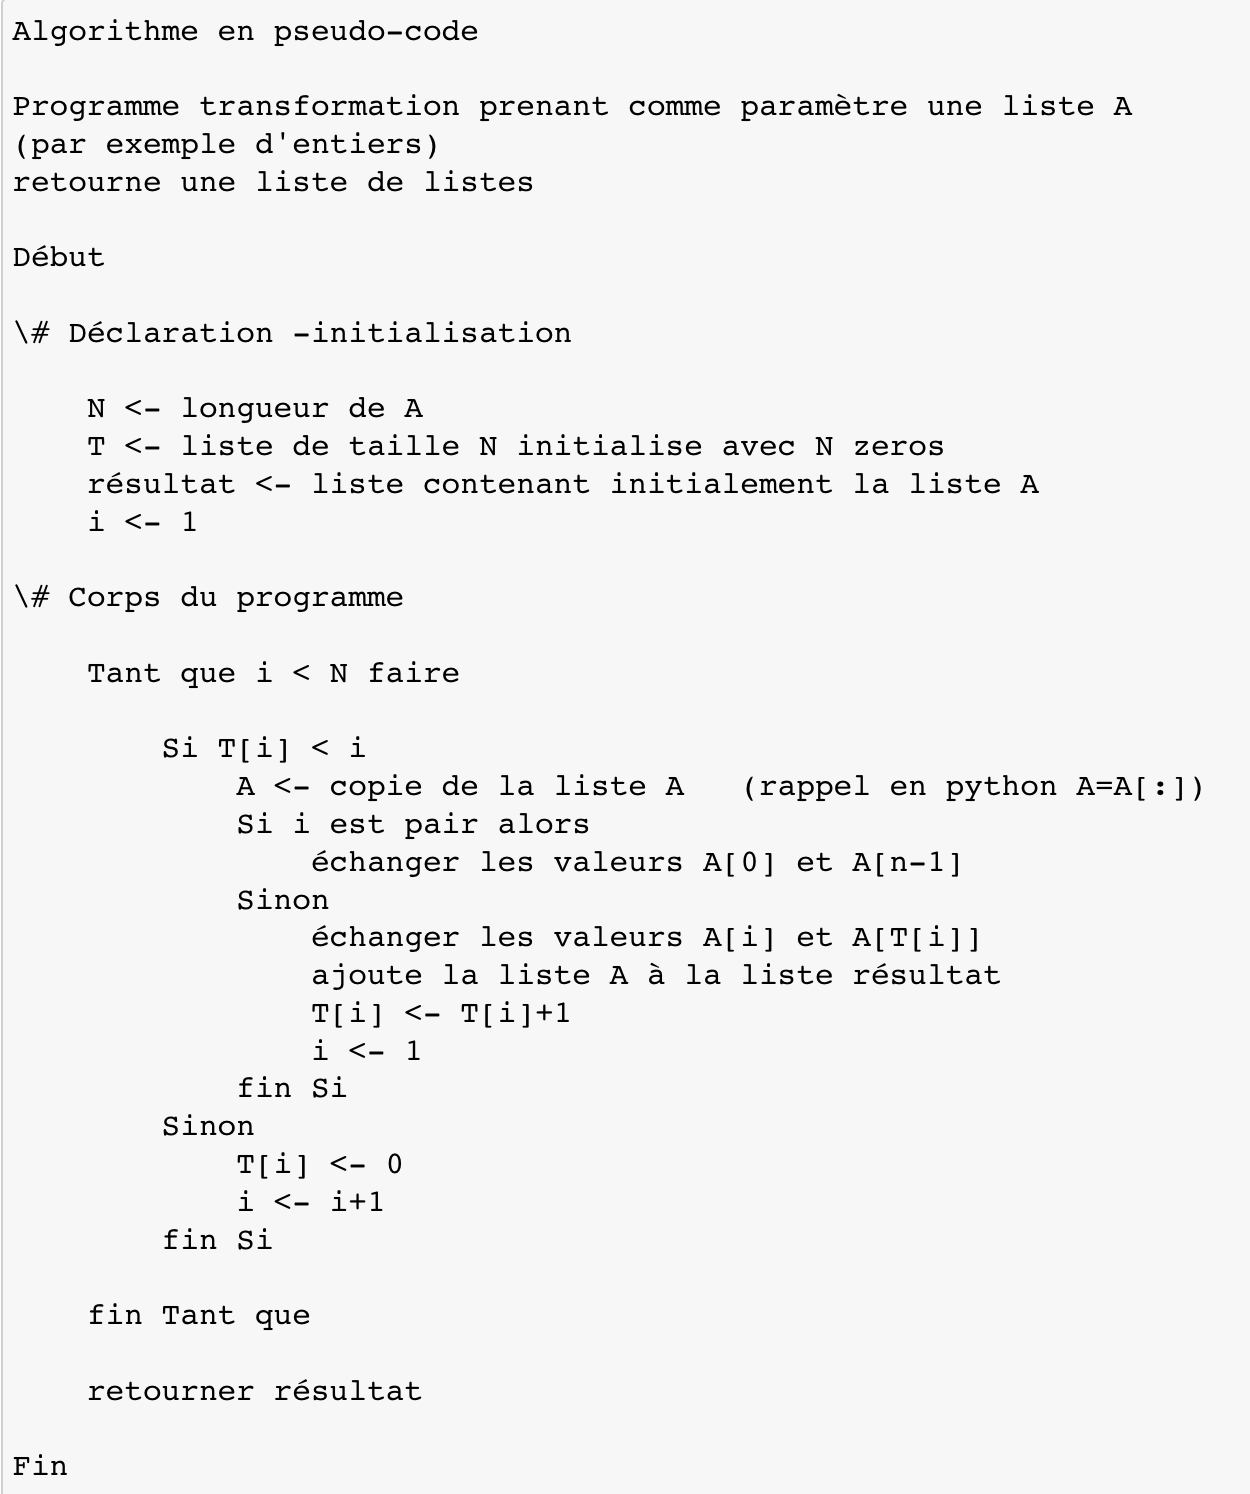 Algorithme en pseudo-code
Programme transformation prenant comme paramètre une liste A
(par exemple d'entiers)
retourne une liste de listes
Début
\# Déclaration -initialisation
N <- longueur de A
T <- liste de taille N initialise avec N zeros
résultat <- liste contenant initialement la liste A
i <- 1
\# Corps du programme
Tant que i < N faire
Si T[i] < i
A <- copie de la liste A   (rappel en python A=A[:])
Si i est pair alors
échanger les valeurs A[0] et A[n-1]
Sinon
échanger les valeurs A[i] et A[T[i]]
ajoute la liste A à la liste résultat
T[i] <- T[i]+1
i <- 1
fin Si
Sinon
T[i] <- 0
i <- i+1
fin Si
fin Tant que
retourner résultat
Fin